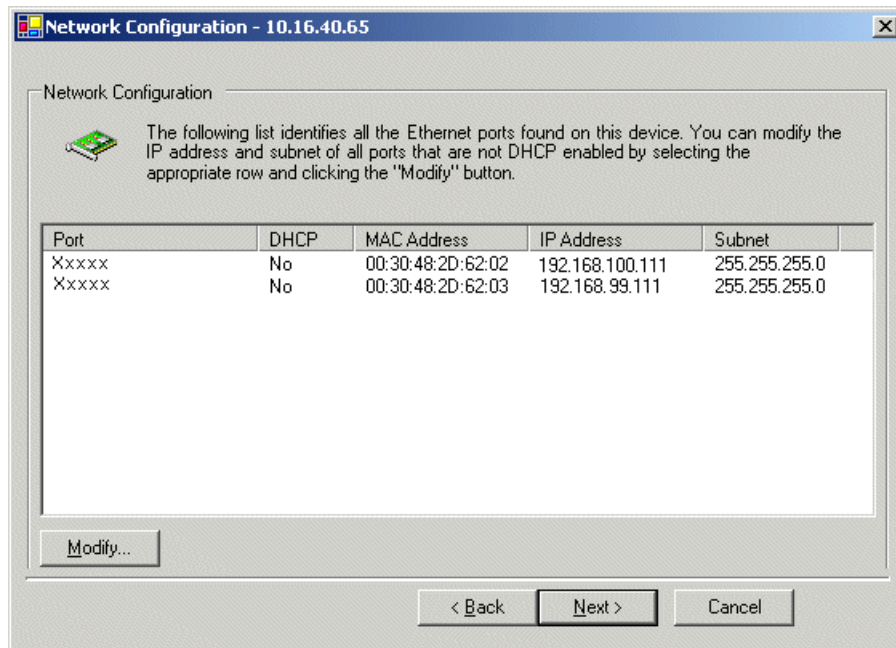 Network Configuration - 10.16.40.65
Network Configuration
The following list identifies all the Ethernet ports found on this device. You can modify the
IP address and subnet of all ports that are not DHCP enabled by selecting the
appropriate row and clicking the "Modify" button.
Port DHCP MAC Address IP Address Subnet
Xxxxx No 00:30:48:2D:62:02 192.168.100.111 255.255.255.0
Xxxxx No 00:30:48:2D:62:03 192.168.99.111 255.255.255.0
Modify...
< Back Next > Cancel